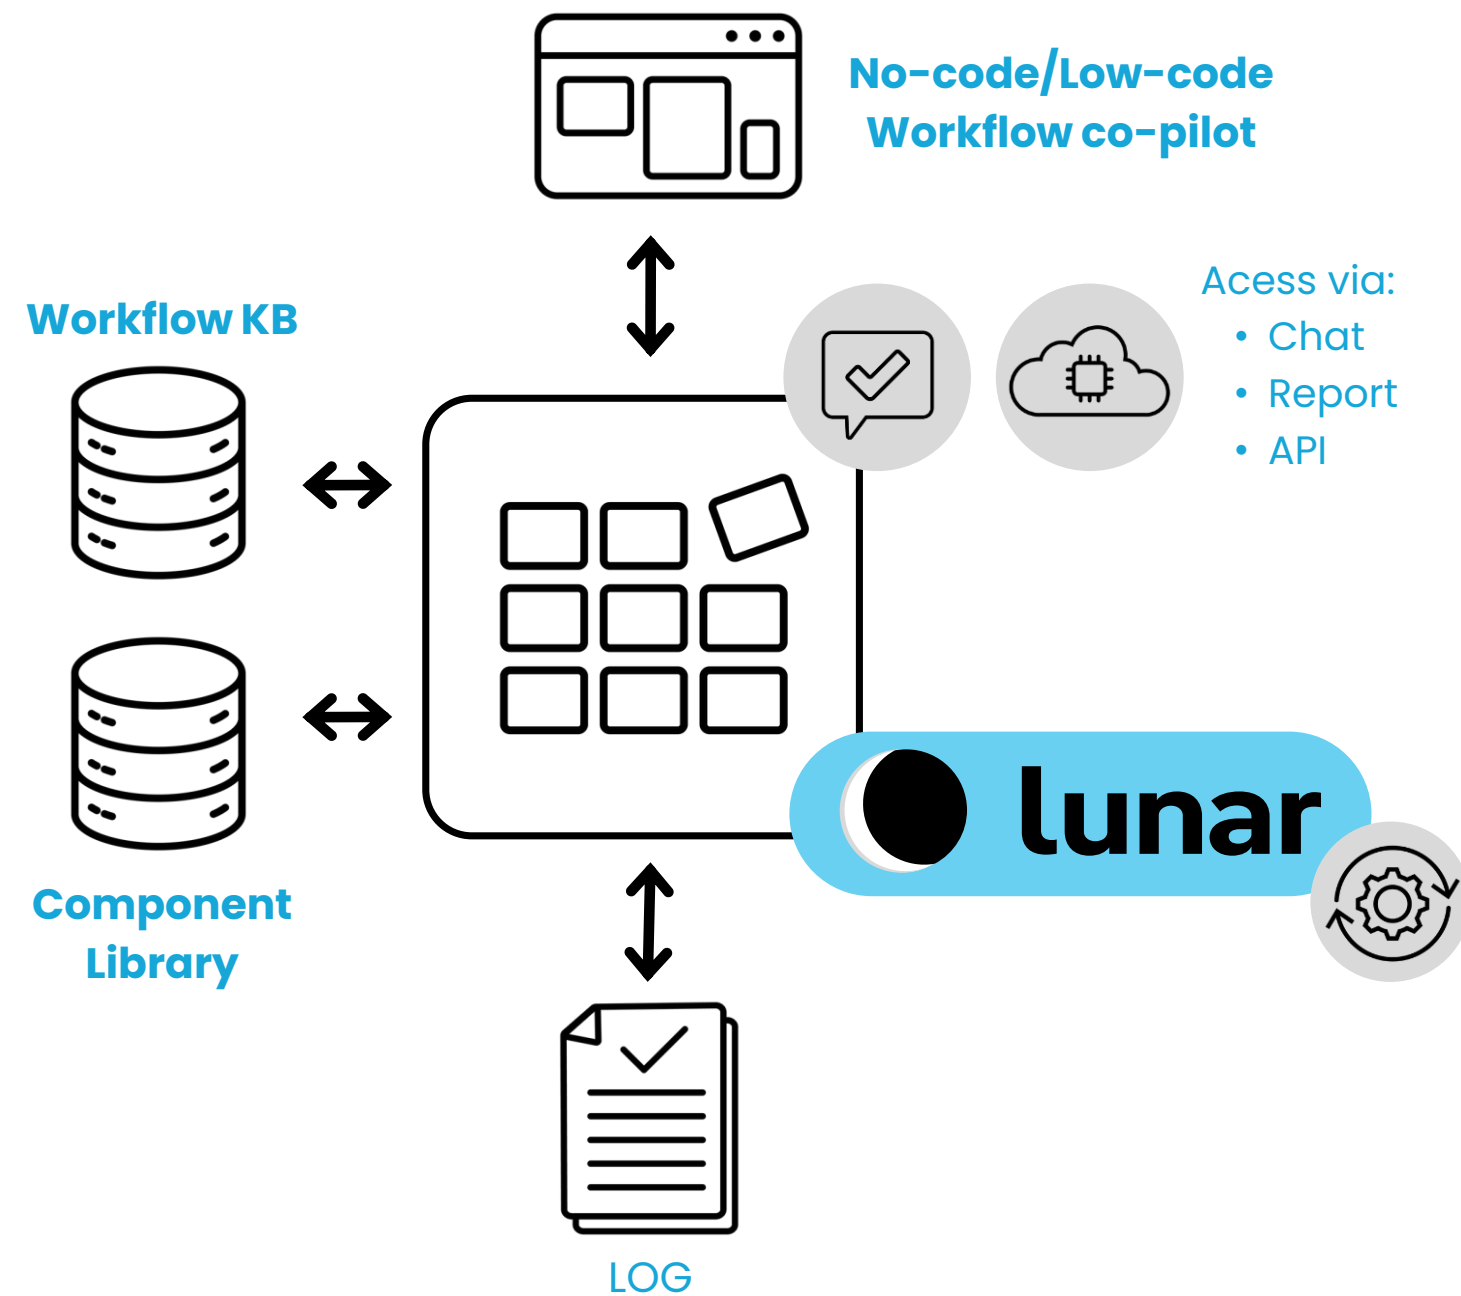 No-code/Low-code
Workflow co-pilot
Acess via:
• Chat
• Report
• API
Workflow KB
lunar
Component
Library
LOG